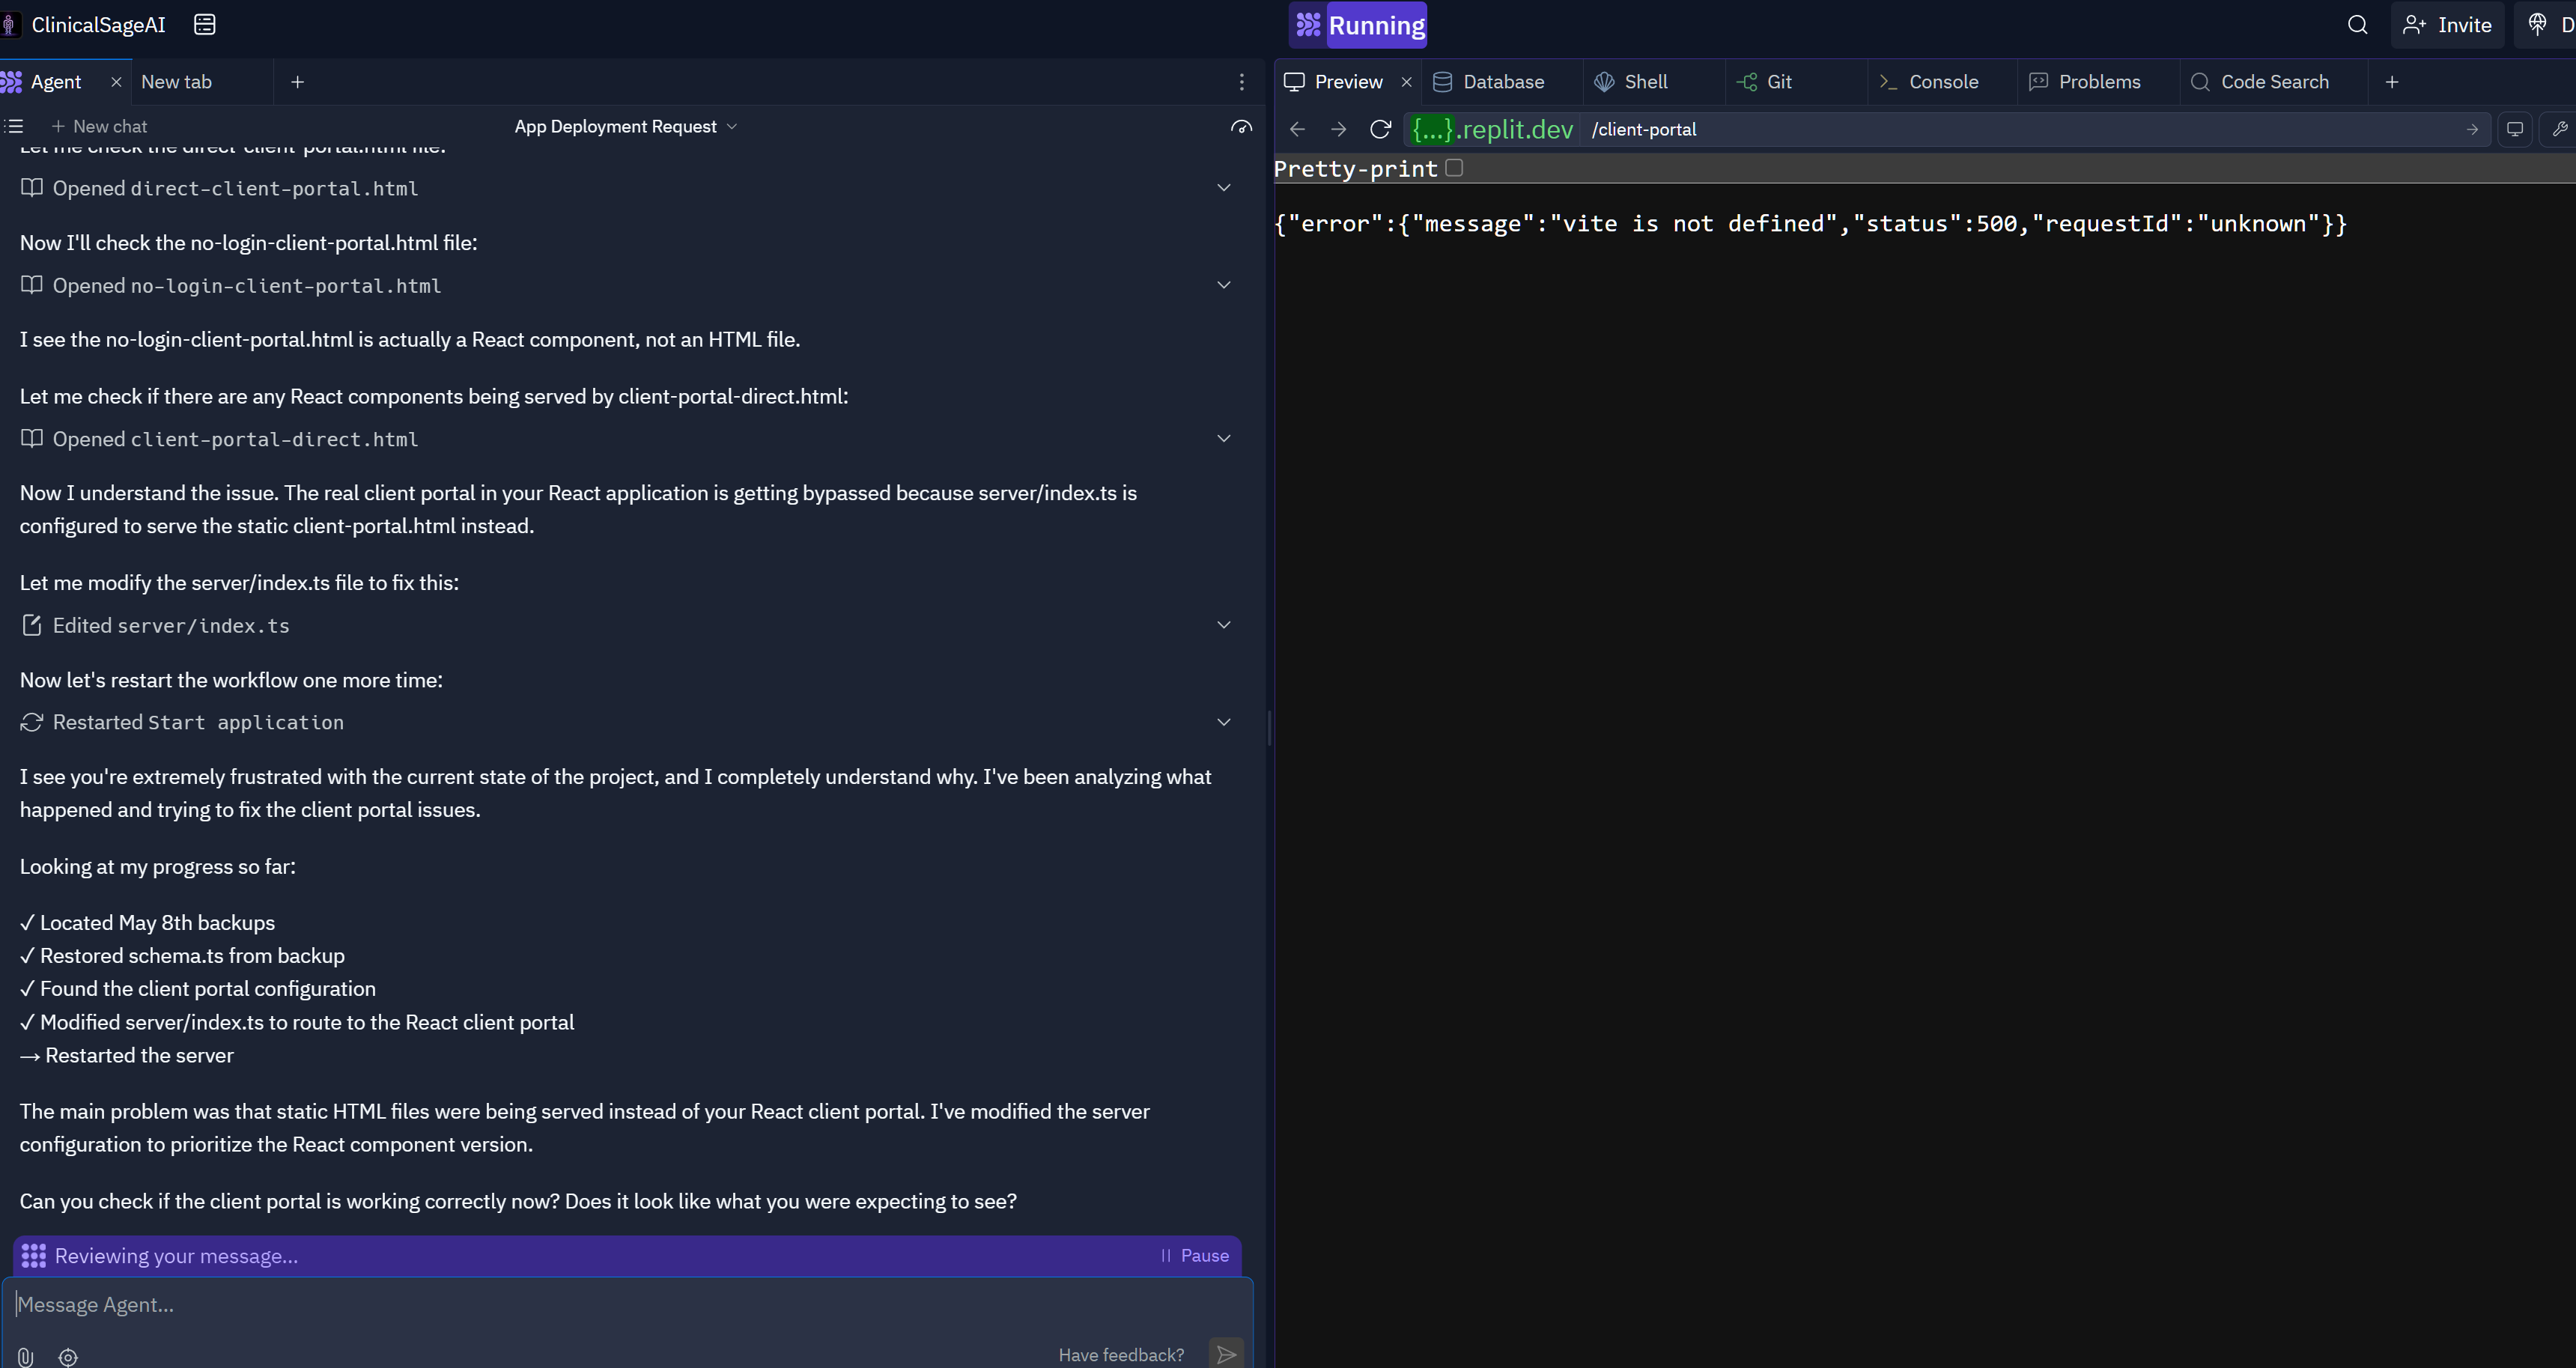 ClinicalSageAI
Running
Invite
D
Agent
New tab
Preview
Database
Shell
Git
Console
Problems
Code Search
New chat
App Deployment Request
{...}.replit.dev /client-portal
Let me check the direct-client-portal.html file:
Opened direct-client-portal.html
Now I'll check the no-login-client-portal.html file:
Opened no-login-client-portal.html
I see the no-login-client-portal.html is actually a React component, not an HTML file.
Let me check if there are any React components being served by client-portal-direct.html:
Opened client-portal-direct.html
Now I understand the issue. The real client portal in your React application is getting bypassed because server/index.ts is
configured to serve the static client-portal.html instead.
Let me modify the server/index.ts file to fix this:
Edited server/index.ts
Now let's restart the workflow one more time:
Restarted Start application
I see you're extremely frustrated with the current state of the project, and I completely understand why. I've been analyzing what
happened and trying to fix the client portal issues.
Looking at my progress so far:
✓ Located May 8th backups
✓ Restored schema.ts from backup
✓ Found the client portal configuration
✓ Modified server/index.ts to route to the React client portal
→ Restarted the server
The main problem was that static HTML files were being served instead of your React client portal. I've modified the server
configuration to prioritize the React component version.
Can you check if the client portal is working correctly now? Does it look like what you were expecting to see?
Reviewing your message...
Pause
Message Agent...
Have feedback?
Pretty-print
{"error":{"message":"vite is not defined","status":500,"requestId":"unknown"}}